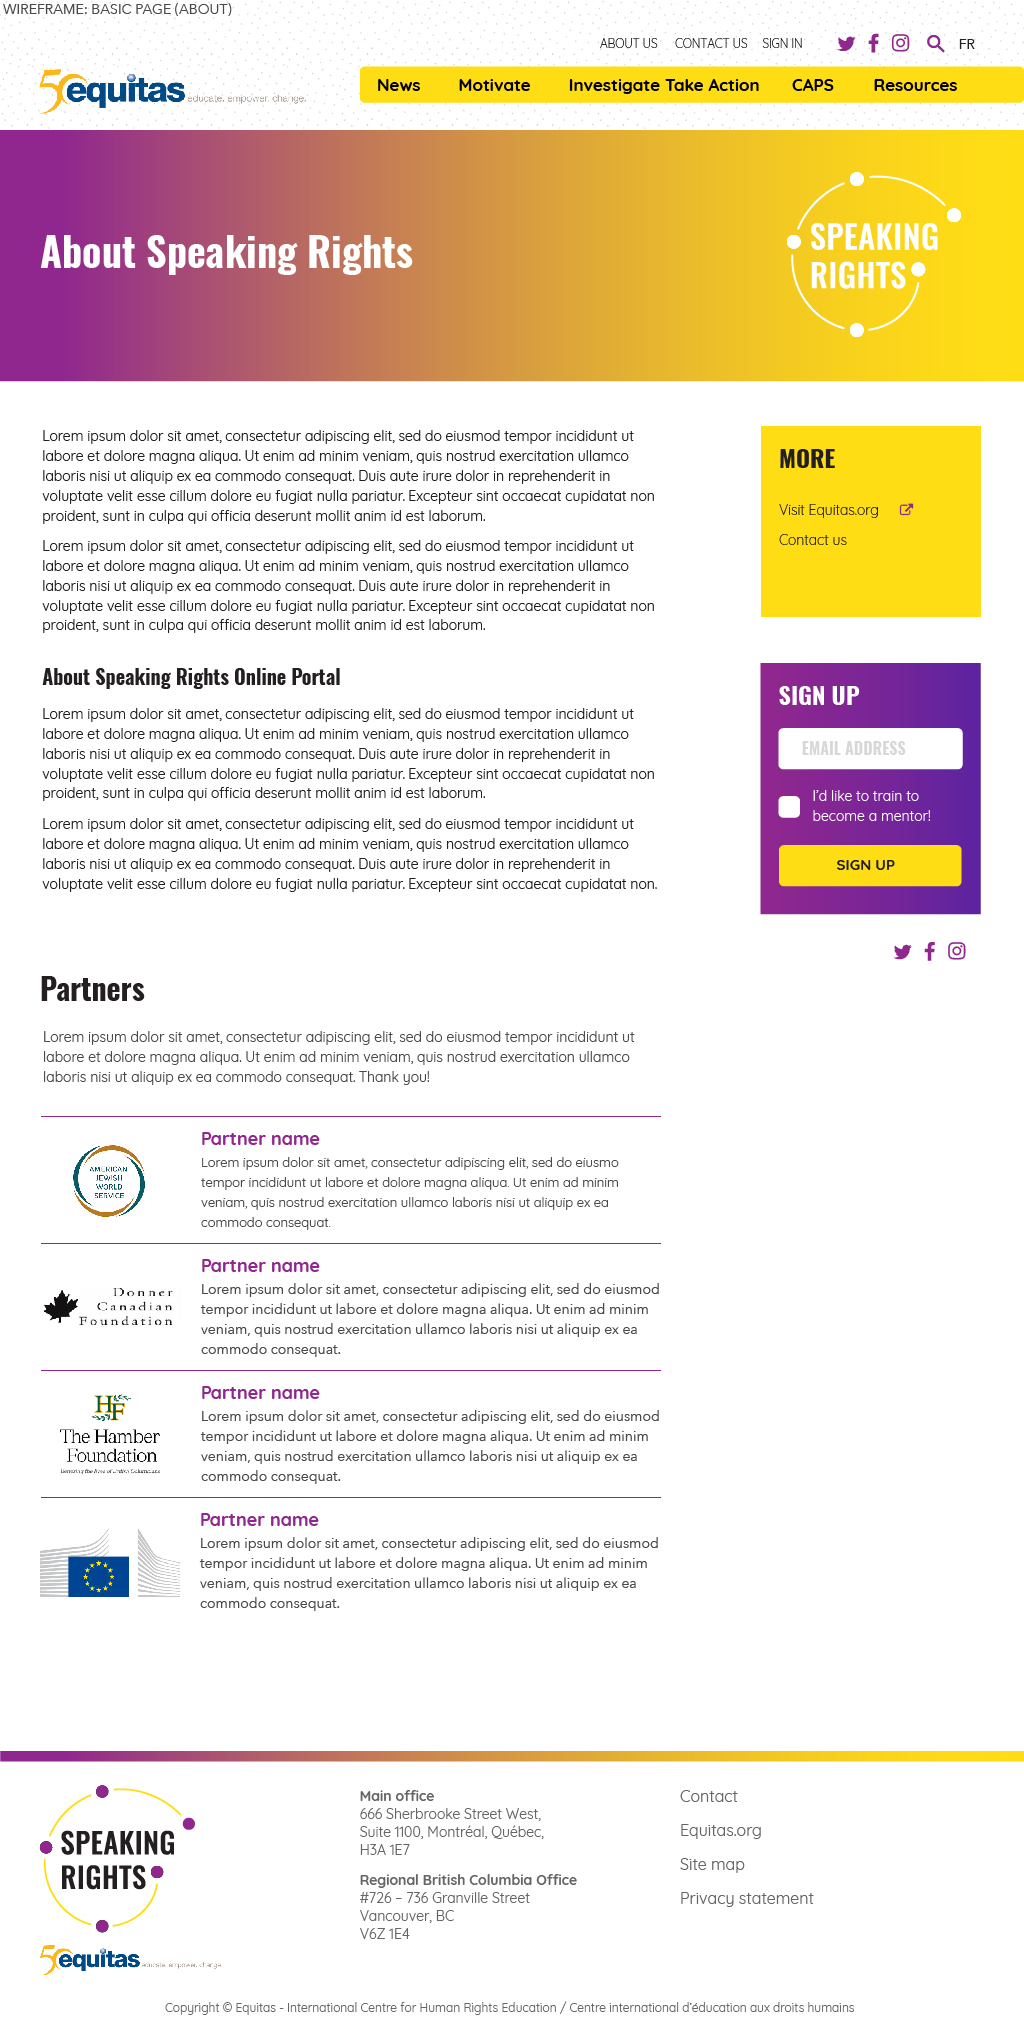 WIREFRAME: BASIC PAGE (ABOUT)
ABOUT US CONTACT US SIGN IN FR
50 equitas educate. empower. change.
News Motivate Investigate Take Action CAPS Resources
About Speaking Rights
SPEAKING
RIGHTS
Lorem ipsum dolor sit amet, consectetur adipiscing elit, sed do eiusmod tempor incididunt ut
labore et dolore magna aliqua. Ut enim ad minim veniam, quis nostrud exercitation ullamco
laboris nisi ut aliquip ex ea commodo consequat. Duis aute irure dolor in reprehenderit in
voluptate velit esse cillum dolore eu fugiat nulla pariatur. Excepteur sint occaecat cupidatat non
proident, sunt in culpa qui officia deserunt mollit anim id est laborum.
Lorem ipsum dolor sit amet, consectetur adipiscing elit, sed do eiusmod tempor incididunt ut
labore et dolore magna aliqua. Ut enim ad minim veniam, quis nostrud exercitation ullamco
laboris nisi ut aliquip ex ea commodo consequat. Duis aute irure dolor in reprehenderit in
voluptate velit esse cillum dolore eu fugiat nulla pariatur. Excepteur sint occaecat cupidatat non
proident, sunt in culpa qui officia deserunt mollit anim id est laborum.
About Speaking Rights Online Portal
Lorem ipsum dolor sit amet, consectetur adipiscing elit, sed do eiusmod tempor incididunt ut
labore et dolore magna aliqua. Ut enim ad minim veniam, quis nostrud exercitation ullamco
laboris nisi ut aliquip ex ea commodo consequat. Duis aute irure dolor in reprehenderit in
voluptate velit esse cillum dolore eu fugiat nulla pariatur. Excepteur sint occaecat cupidatat non
proident, sunt in culpa qui officia deserunt mollit anim id est laborum.
Lorem ipsum dolor sit amet, consectetur adipiscing elit, sed do eiusmod tempor incididunt ut
labore et dolore magna aliqua. Ut enim ad minim veniam, quis nostrud exercitation ullamco
laboris nisi ut aliquip ex ea commodo consequat. Duis aute irure dolor in reprehenderit in
voluptate velit esse cillum dolore eu fugiat nulla pariatur. Excepteur sint occaecat cupidatat non.
MORE
Visit Equitas.org
Contact us
SIGN UP
EMAIL ADDRESS
I'd like to train to
become a mentor!
SIGN UP
Partners
Lorem ipsum dolor sit amet, consectetur adipiscing elit, sed do eiusmod tempor incididunt ut
labore et dolore magna aliqua. Ut enim ad minim veniam, quis nostrud exercitation ullamco
laboris nisi ut aliquip ex ea commodo consequat. Thank you!
AMERICAN
JEWISH
WORLD
SERVICE
Partner name
Lorem ipsum dolor sit amet, consectetur adipiscing elit, sed do eiusmo
tempor incididunt ut labore et dolore magna aliqua. Ut enim ad minim
veniam, quis nostrud exercitation ullamco laboris nisi ut aliquip ex ea
commodo consequat.
Donner
Canadian
Foundation
Partner name
Lorem ipsum dolor sit amet, consectetur adipiscing elit, sed do eiusmod
tempor incididunt ut labore et dolore magna aliqua. Ut enim ad minim
veniam, quis nostrud exercitation ullamco laboris nisi ut aliquip ex ea
commodo consequat.
HF
The Hamber
Foundation
Partner name
Lorem ipsum dolor sit amet, consectetur adipiscing elit, sed do eiusmod
tempor incididunt ut labore et dolore magna aliqua. Ut enim ad minim
veniam, quis nostrud exercitation ullamco laboris nisi ut aliquip ex ea
commodo consequat.
Partner name
Lorem ipsum dolor sit amet, consectetur adipiscing elit, sed do eiusmod
tempor incididunt ut labore et dolore magna aliqua. Ut enim ad minim
veniam, quis nostrud exercitation ullamco laboris nisi ut aliquip ex ea
commodo consequat.
SPEAKING
RIGHTS
50 equitas educate. empower. change.
Main office
666 Sherbrooke Street West,
Suite 1100, Montréal, Québec,
H3A 1E7
Regional British Columbia Office
#726 – 736 Granville Street
Vancouver, BC
V6Z 1E4
Contact
Equitas.org
Site map
Privacy statement
Copyright © Equitas - International Centre for Human Rights Education / Centre international d'éducation aux droits humains